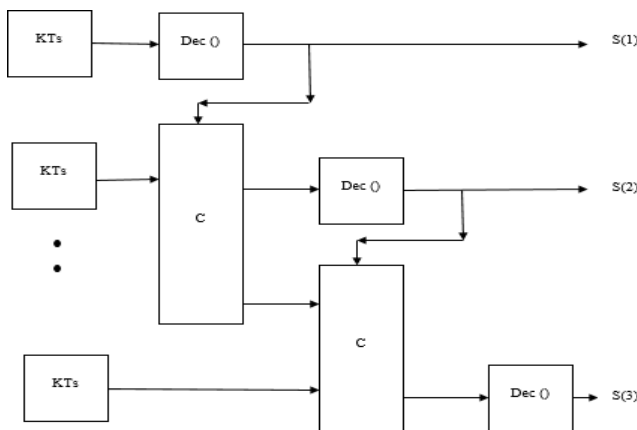 KTs
Dec ()
S(1)
KTs
C
Dec ()
S(2)
C
KTs
Dec ()
S(3)